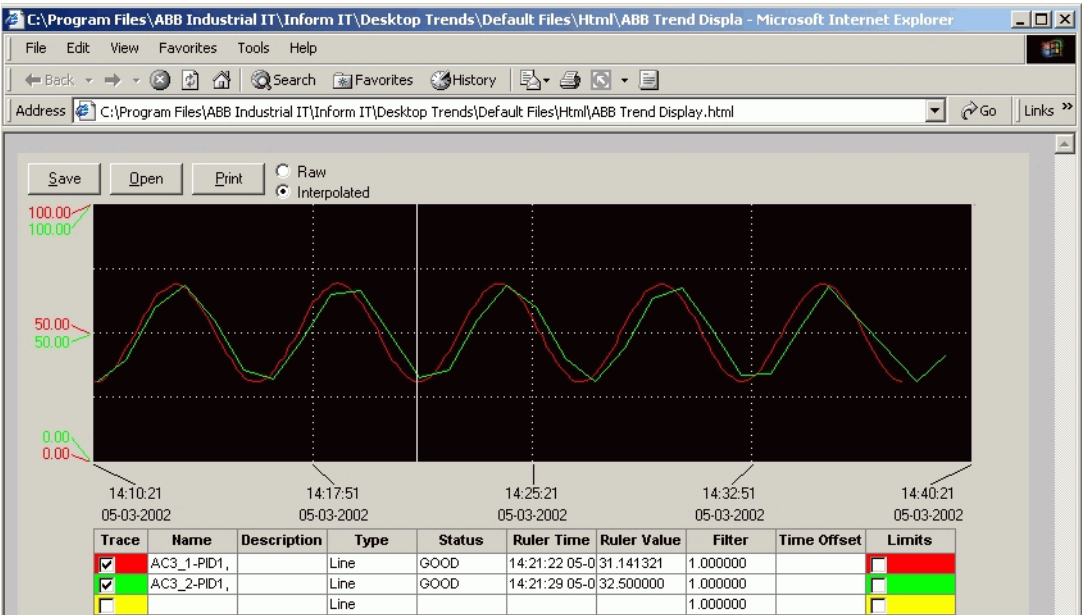 C:\Program Files\ABB Industrial IT\Inform IT\Desktop Trends\Default Files\Html\ABB Trend Displa - Microsoft Internet Explorer
File Edit View Favorites Tools Help
Back Search Favorites History
Address C:\Program Files\ABB Industrial IT\Inform IT\Desktop Trends\Default Files\Html\ABB Trend Display.html Go Links »
Save Open Print Raw
Interpolated
100.00
100.00
50.00
50.00
0.00
0.00
14:10:21 14:17:51 14:25:21 14:32:51 14:40:21
05-03-2002 05-03-2002 05-03-2002 05-03-2002 05-03-2002
Trace Name Description Type Status Ruler Time Ruler Value Filter Time Offset Limits
AC3_1-PID1, Line GOOD 14:21:22 05-0 31.141321 1.000000
AC3_2-PID1, Line GOOD 14:21:29 05-0 32.500000 1.000000
Line 1.000000